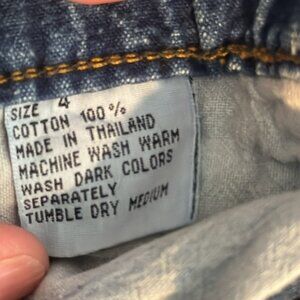 SIZE 4
COTTON 100%
MADE IN THAILAND
MACHINE WASH WARM
WASH DARK COLORS
SEPARATELY
TUMBLE DRY MEDIUM